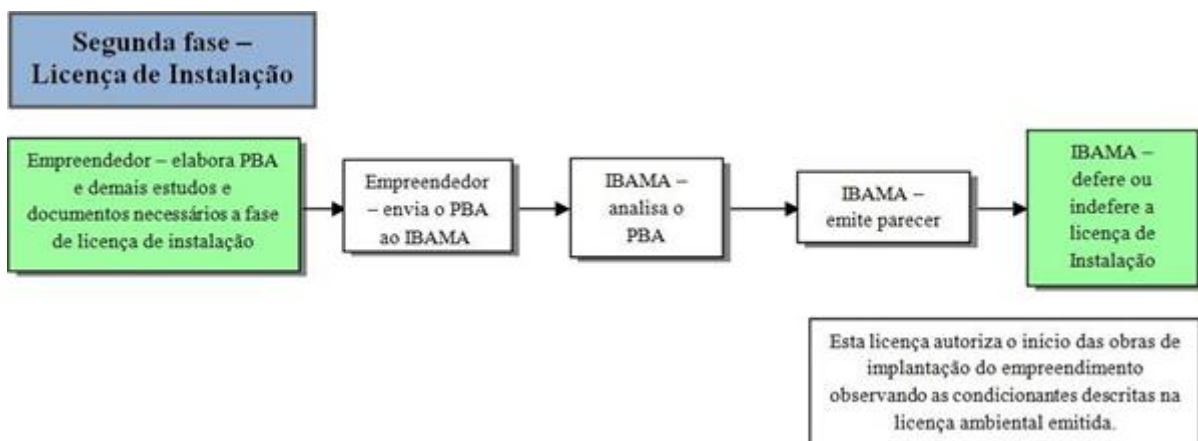 Segunda fase –
Licença de Instalação
Empreendedor – elabora PBA
e demais estudos e
documentos necessários a fase
de licença de instalação
Empreendedor
– envia o PBA
ao IBAMA
IBAMA –
analisa o
PBA
IBAMA –
emite parecer
IBAMA –
defere ou
indefere a
licença de
Instalação
Esta licença autoriza o início das obras de
implantação do empreendimento
observando as condicionantes descritas na
licença ambiental emitida.